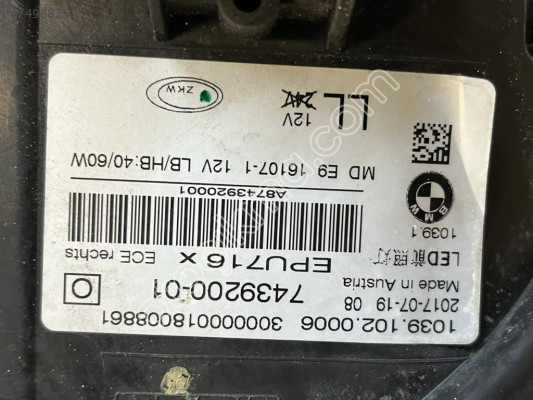 1039.102.0006 300000018008861
2017-07-19 08
Made in Austria
LED前照灯
7439200-01
EPU716 X
ECE rechts
A8743920001
MD E9 16107-1 12V LB/HB:40/60W
BMW
1039.1
12V 24V
LL
ZKW